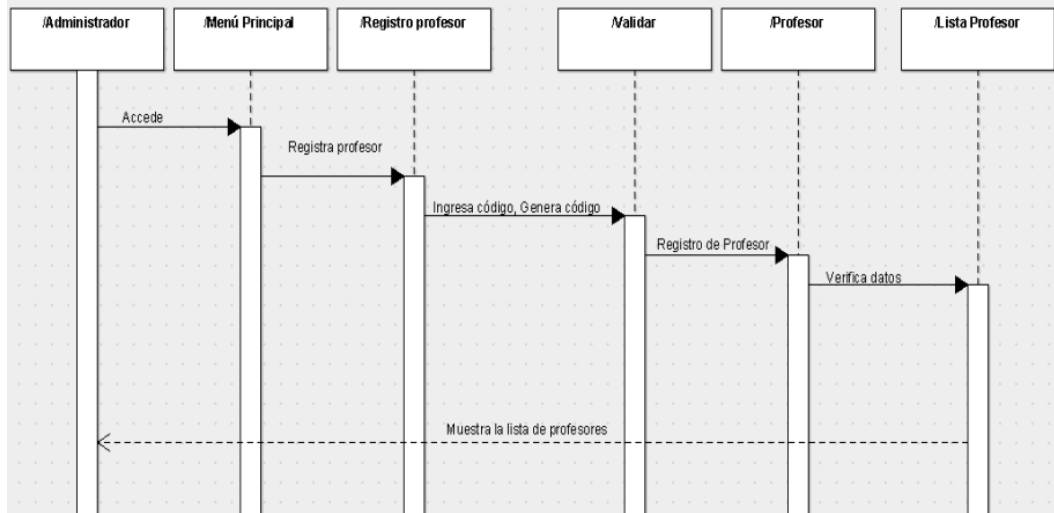 /Administrador
/Menú Principal
/Registro profesor
/Validar
/Profesor
/Lista Profesor
Accede
Registra profesor
Ingresa código, Genera código
Registro de Profesor
Verifica datos
Muestra la lista de profesores